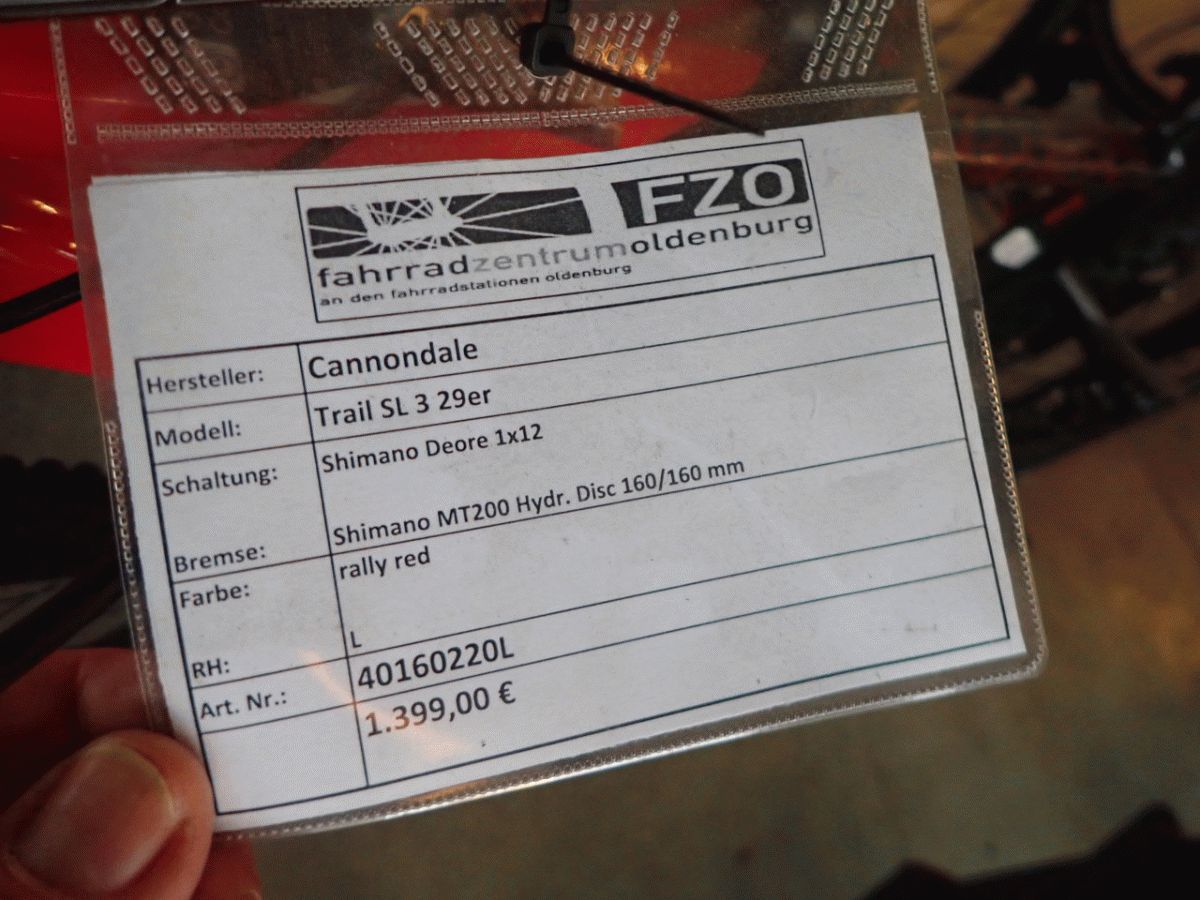 FZO
fahrradzentrumoldenburg
an den fahrradstationen oldenburg
Hersteller: Cannondale
Modell: Trail SL 3 29er
Schaltung: Shimano Deore 1x12
Bremse: Shimano MT200 Hydr. Disc 160/160 mm
Farbe: rally red
RH: L
Art. Nr.: 40160220L
1.399,00 €